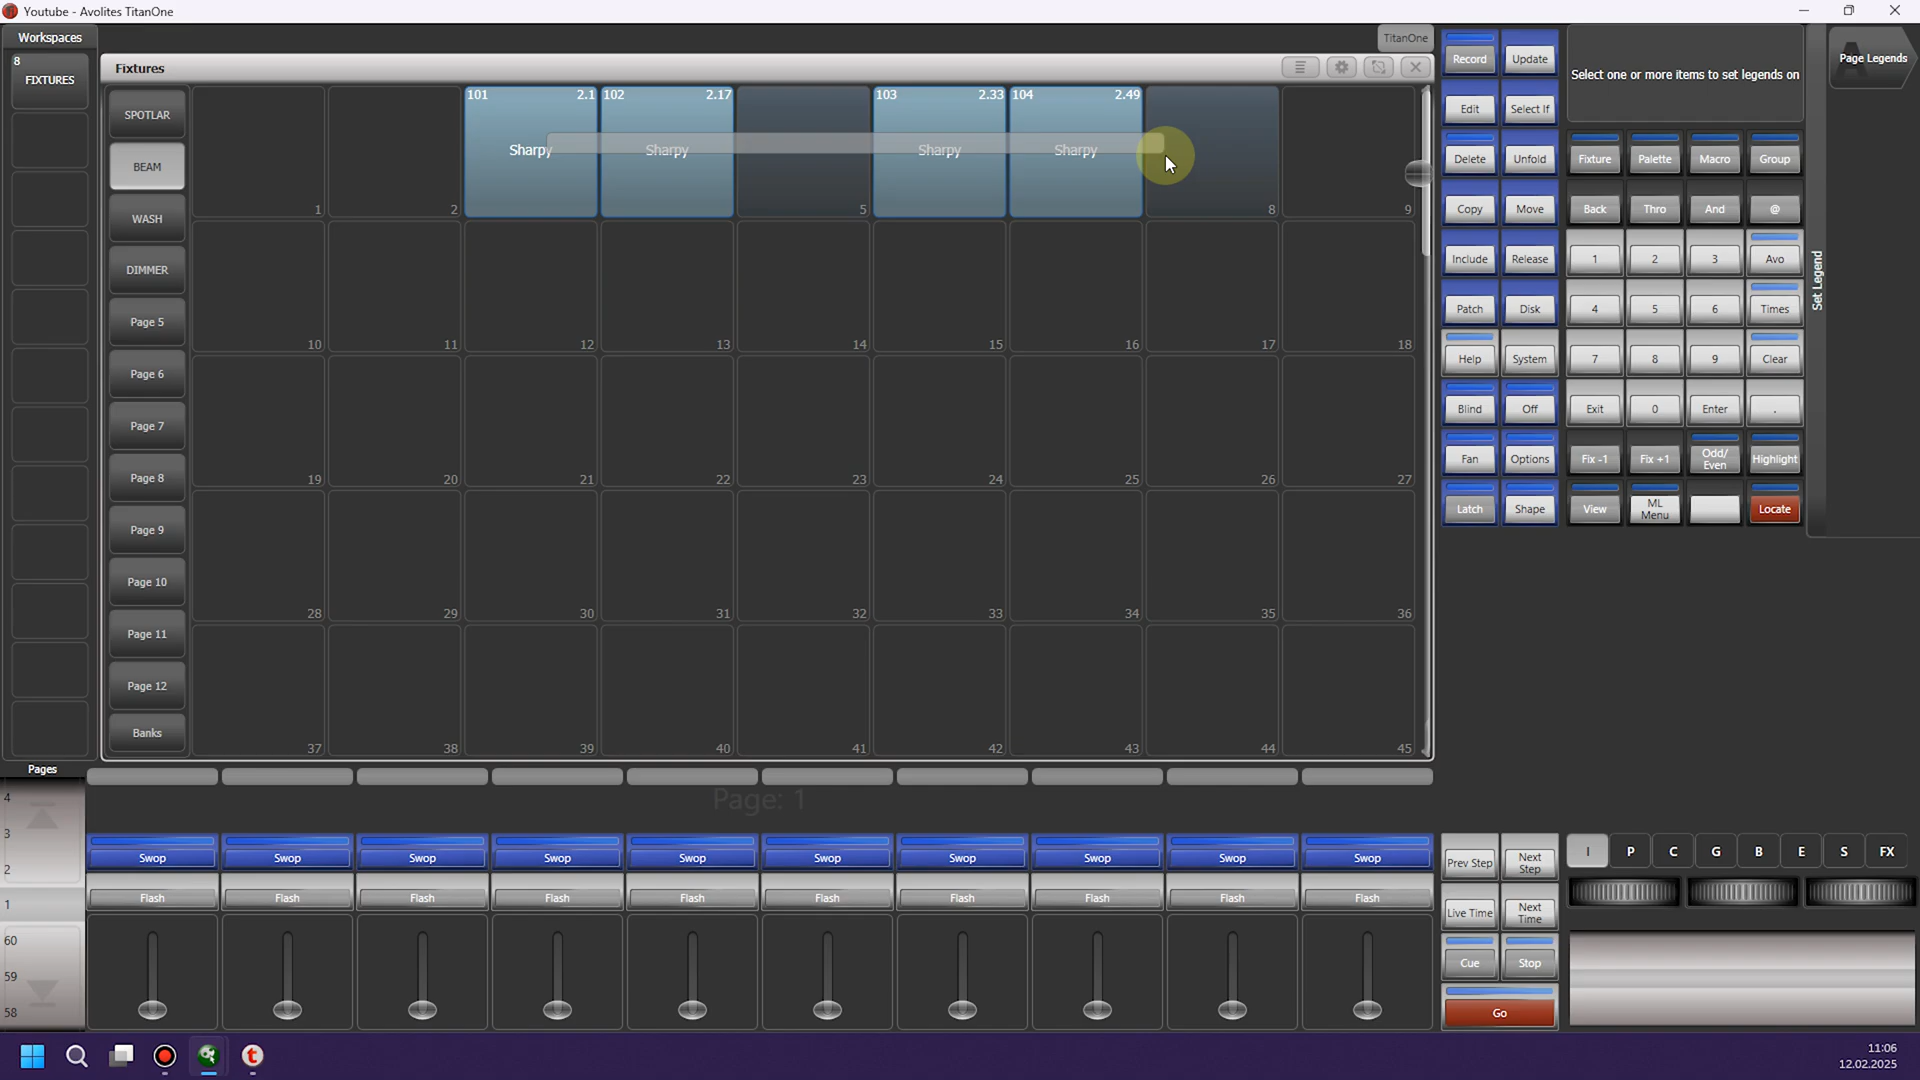 Youtube - Avolites TitanOne
Workspaces
TitanOne
8
FIXTURES
Fixtures
SPOTLAR
BEAM
WASH
DIMMER
Page 5
Page 6
Page 7
Page 8
Page 9
Page 10
Page 11
Page 12
Banks
101 2.1 102 2.17 103 2.33 104 2.49
Sharpy Sharpy Sharpy Sharpy
1 2 5 8 9
10 11 12 13 14 15 16 17 18
19 20 21 22 23 24 25 26 27
28 29 30 31 32 33 34 35 36
37 38 39 40 41 42 43 44 45
Record Update
Edit Select If
Delete Unfold
Copy Move
Include Release
Patch Disk
Help System
Blind Off
Fan Options
Latch Shape
Select one or more items to set legends on
A
Page Legends
Set Legend
Fixture Palette Macro Group
Back Thro And @
1 2 3 Avo
4 5 6 Times
7 8 9 Clear
Exit 0 Enter .
Fix -1 Fix +1 Odd/
Even Highlight
View ML
Menu Locate
Pages
4
3
2
1
60
59
58
Page: 1
Swop Swop Swop Swop Swop Swop Swop Swop Swop Swop
Flash Flash Flash Flash Flash Flash Flash Flash Flash Flash
Prev Step Next
Step
Live Time Next
Time
Cue Stop
Go
I P C G B E S FX
t
11:06
12.02.2025